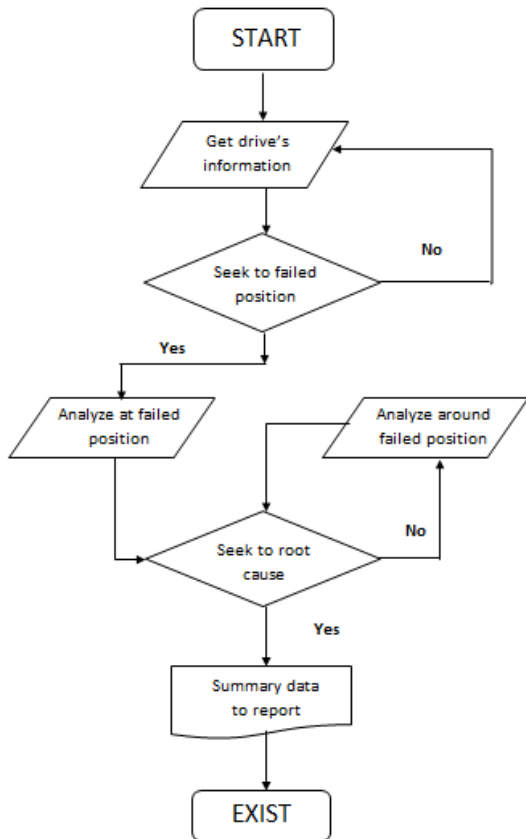 START
Get drive's
information
No
Seek to failed
position
Yes
Analyze at failed
position
Analyze around
failed position
No
Seek to root
cause
Yes
Summary data
to report
EXIST